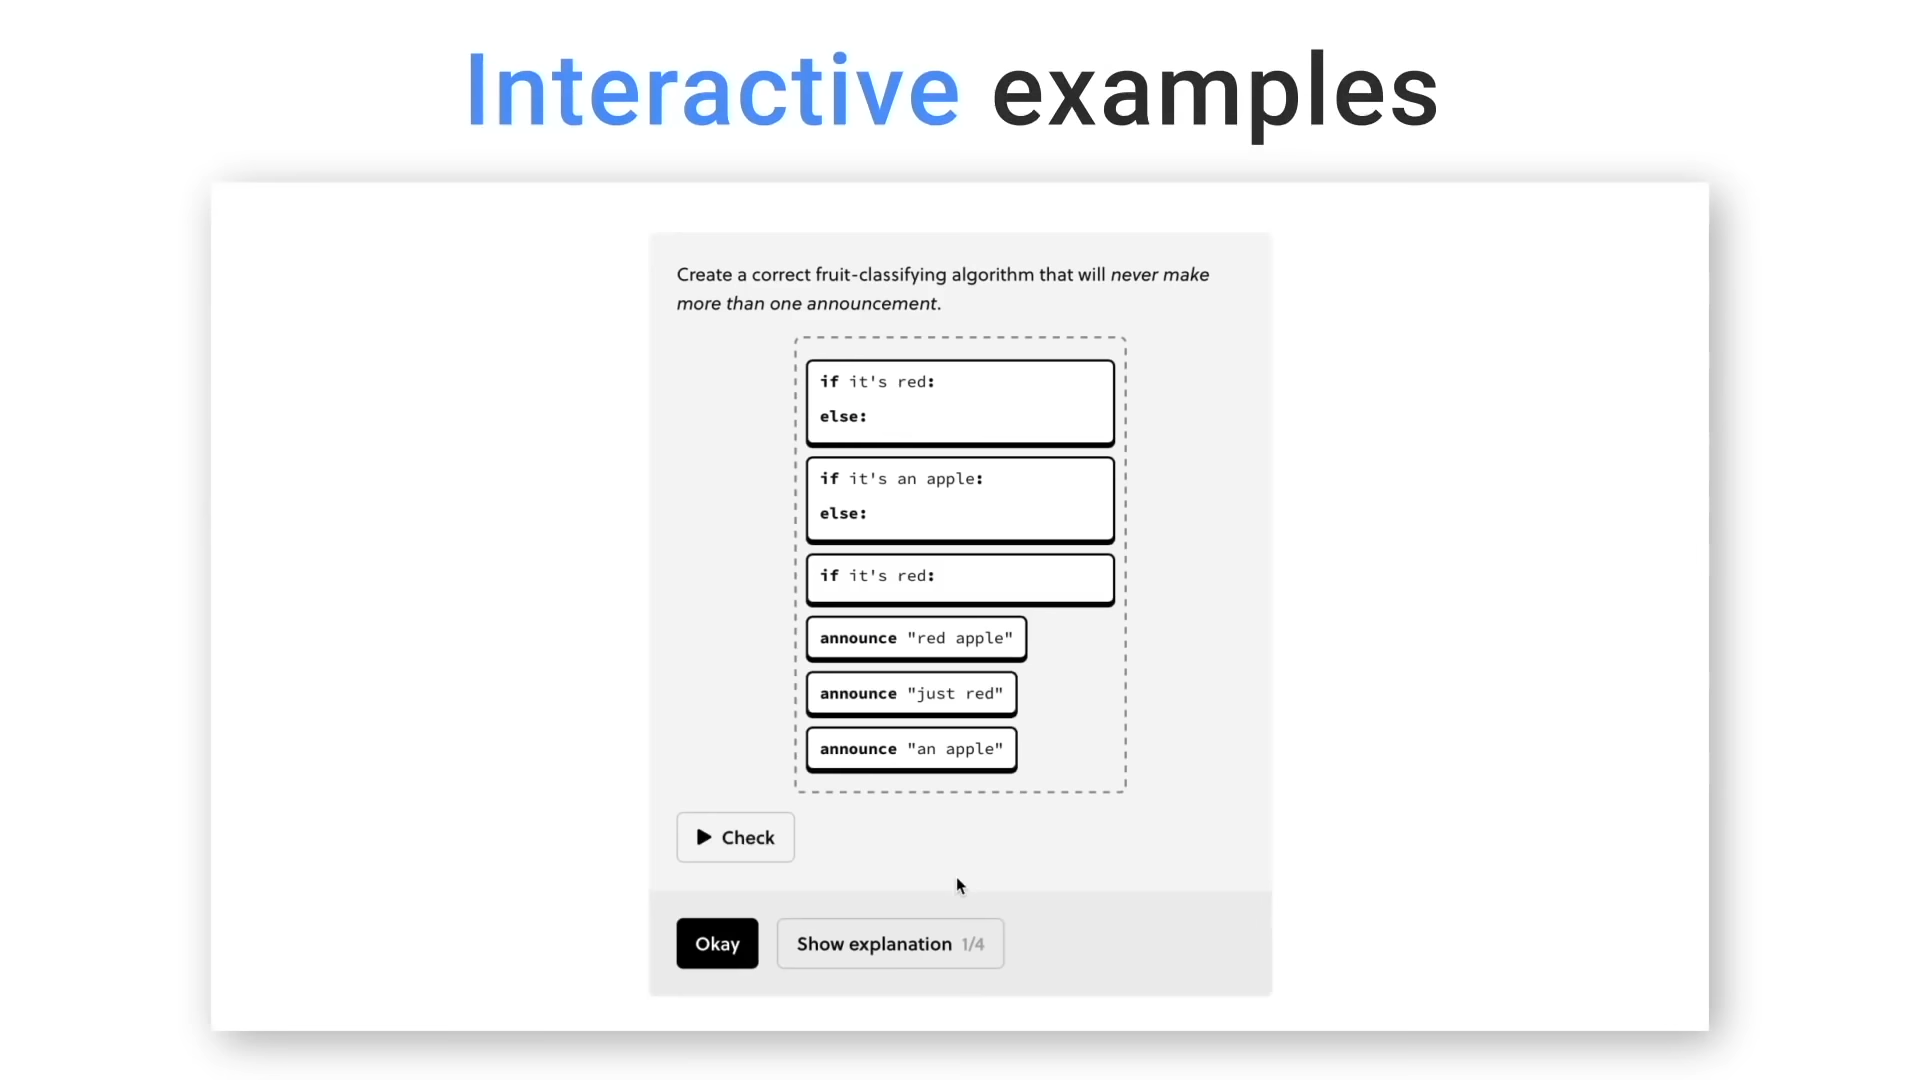 Interactive examples
Create a correct fruit-classifying algorithm that will never make
more than one announcement.
if it's red:
else:
if it's an apple:
else:
if it's red:
announce "red apple"
announce "just red"
announce "an apple"
Check
Okay
Show explanation 1/4